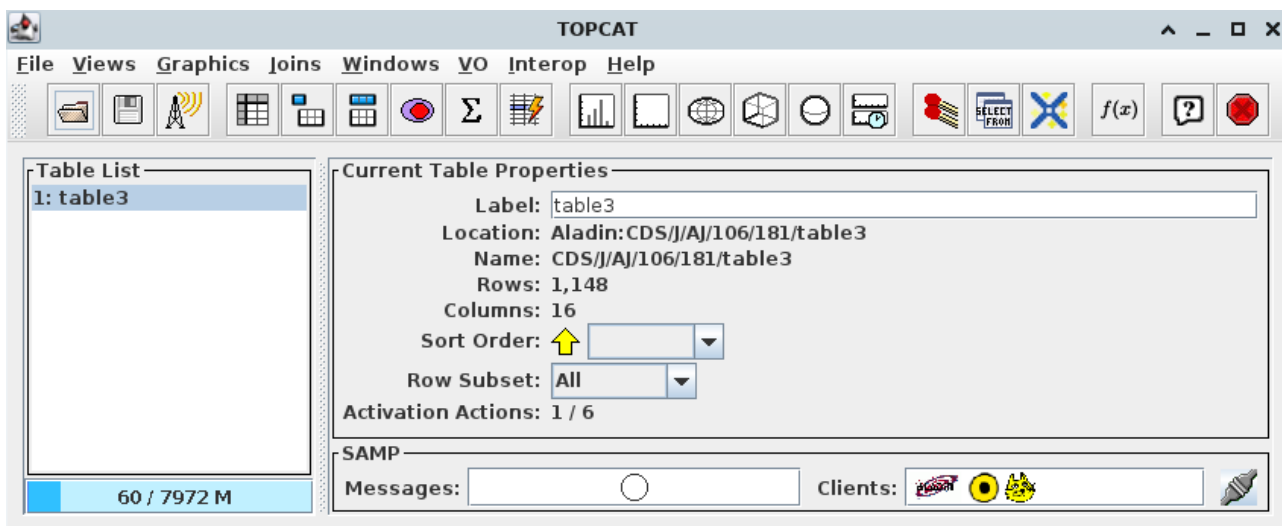 TOPCAT
File Views Graphics Joins Windows VO Interop Help
Σ
SELECT
FROM
f(x)
?
Table List
1: table3
60 / 7972 M
Current Table Properties
Label: table3
Location: Aladin:CDS/J/AJ/106/181/table3
Name: CDS/J/AJ/106/181/table3
Rows: 1,148
Columns: 16
Sort Order:
Row Subset: All
Activation Actions: 1 / 6
SAMP
Messages:
Clients: